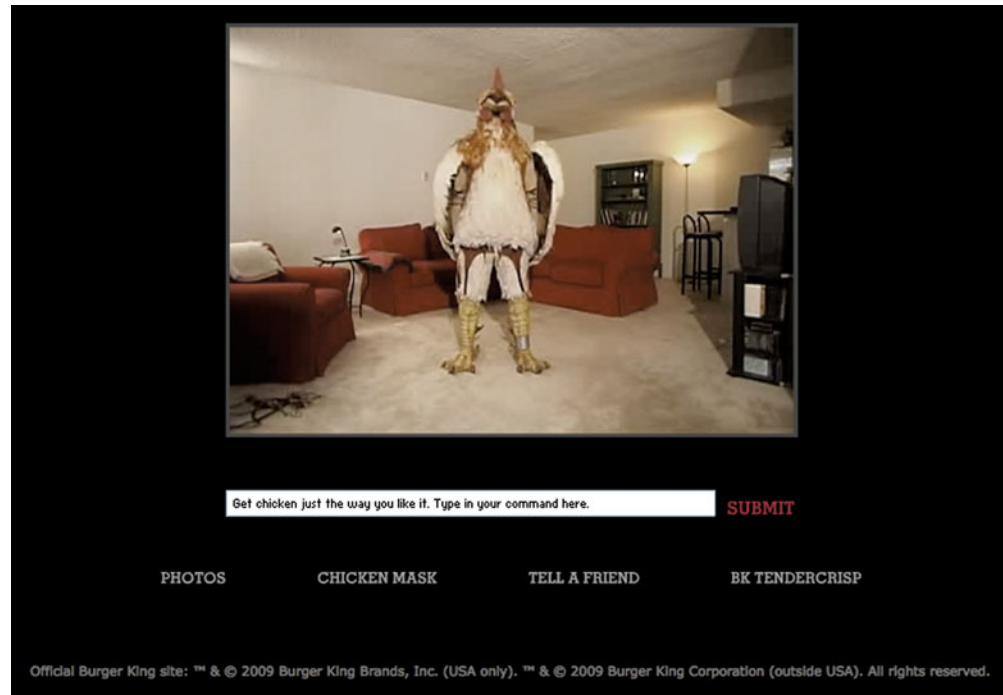 Get chicken just the way you like it. Type in your command here.
SUBMIT
PHOTOS
CHICKEN MASK
TELL A FRIEND
BK TENDERCRISP
Official Burger King site: ™ & © 2009 Burger King Brands, Inc. (USA only). ™ & © 2009 Burger King Corporation (outside USA). All rights reserved.